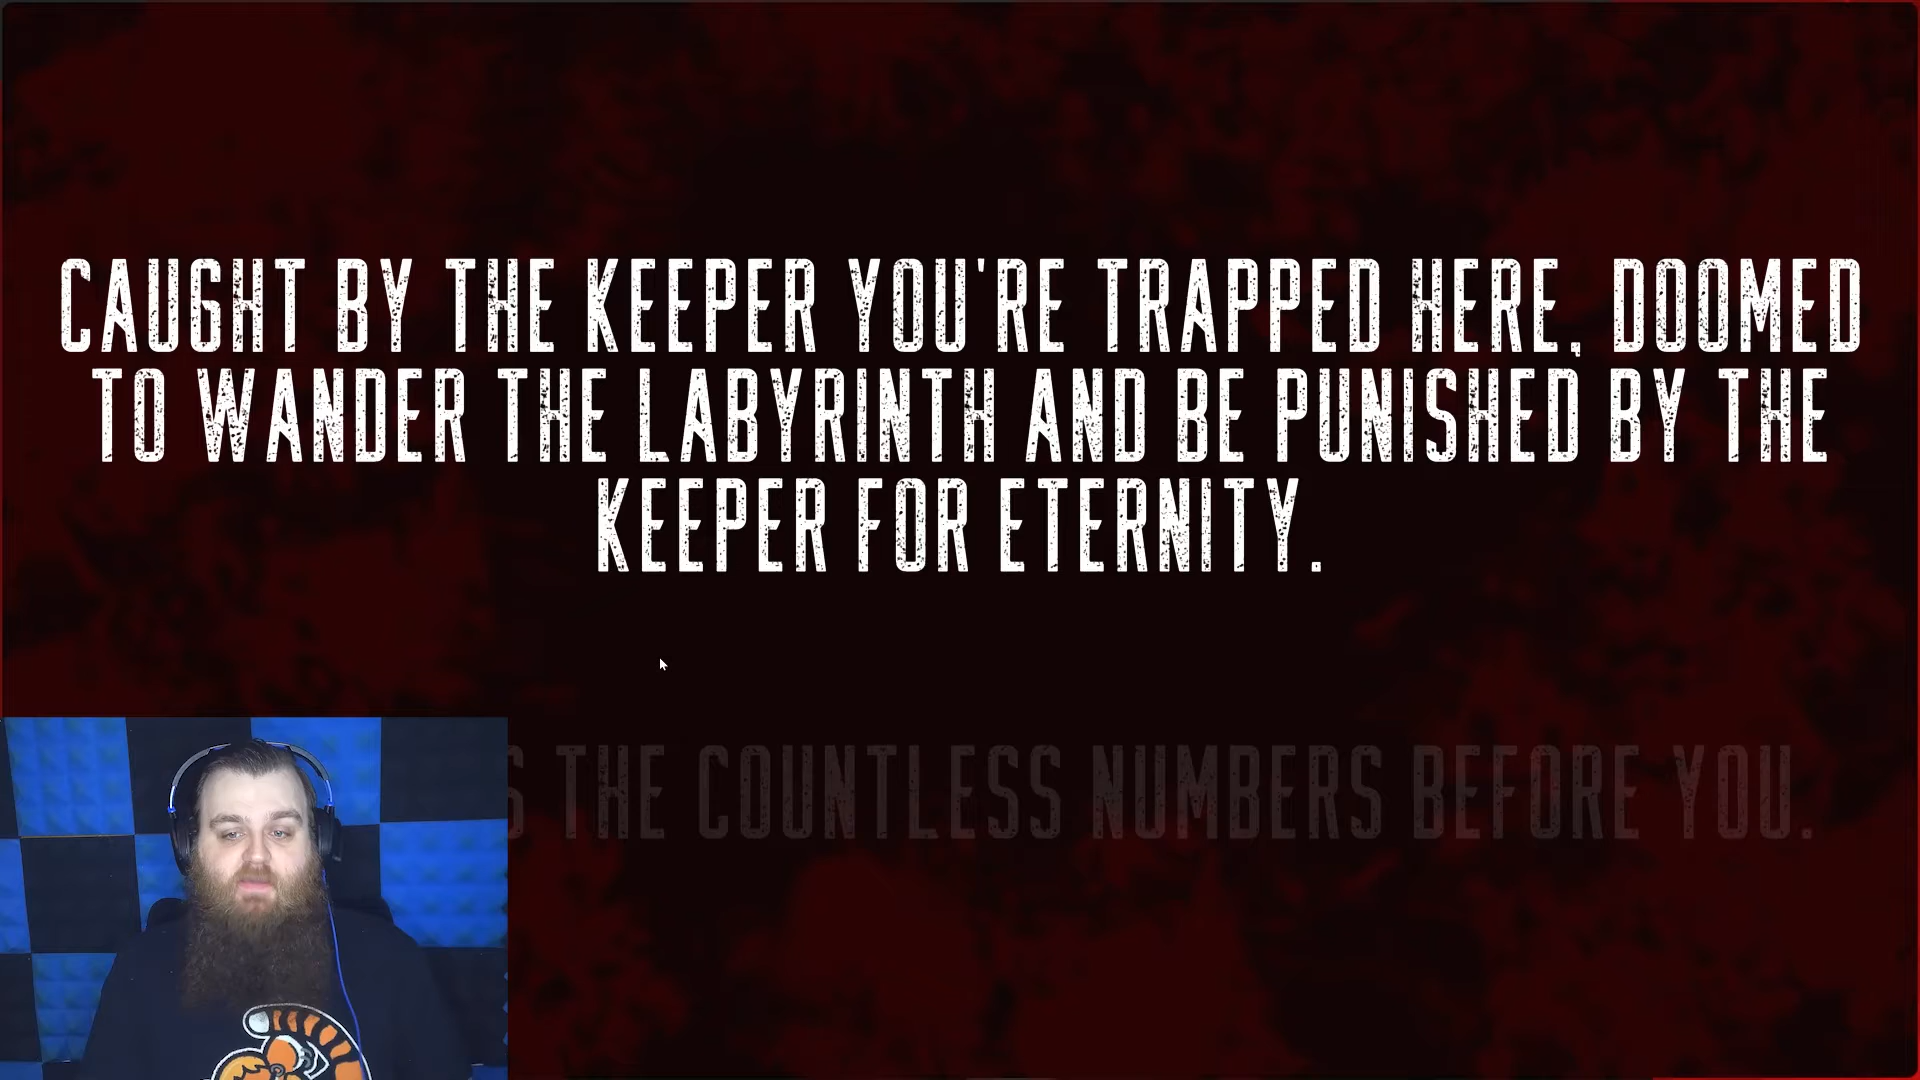 CAUGHT BY THE KEEPER YOU'RE TRAPPED HERE, DOOMED
TO WANDER THE LABYRINTH AND BE PUNISHED BY THE
KEEPER FOR ETERNITY.
THE COUNTLESS NUMBERS BEFORE YOU.